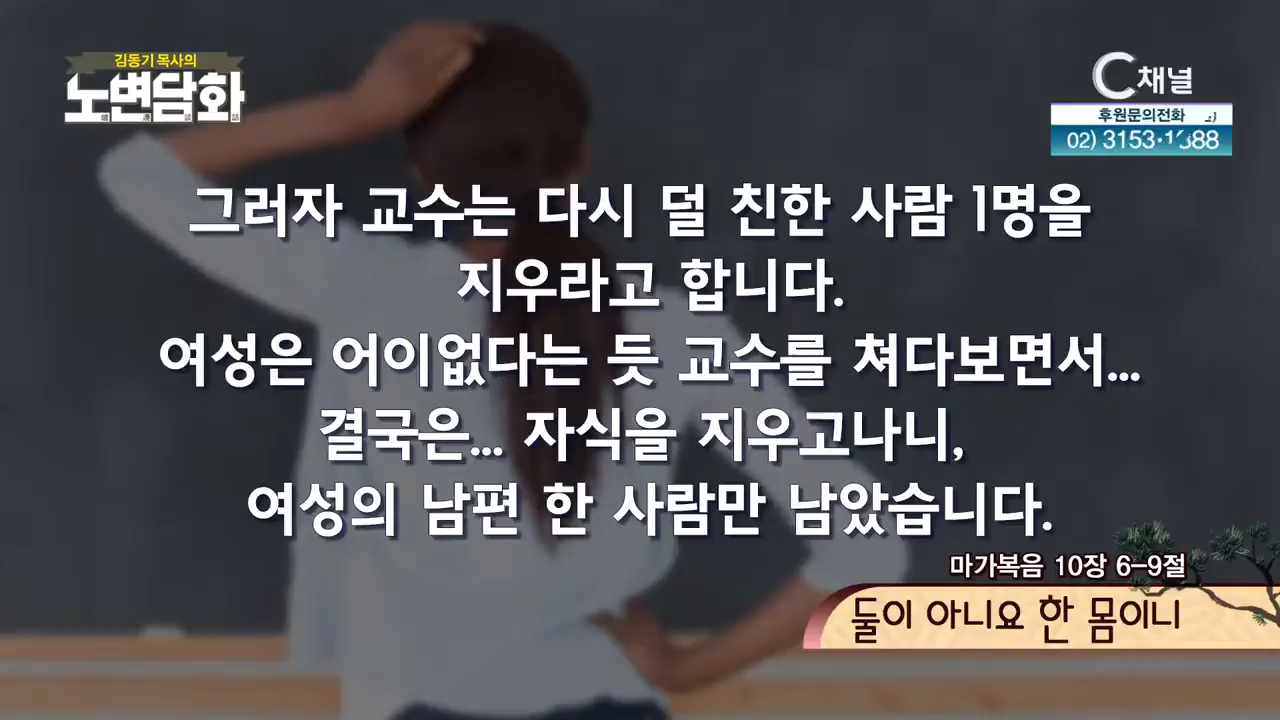 김동기 목사의
노변담화
C채널
후원문의전화
02) 3153-1
그러자 교수는 다시 덜 친한 사람 1명을
지우라고 합니다.
여성은 어이없다는 듯 교수를 쳐다보면서...
결국은... 자식을 지우고나니,
여성의 남편 한 사람만 남았습니다.
마가복음 10장 6-9절
둘이 아니요 한 몸이니